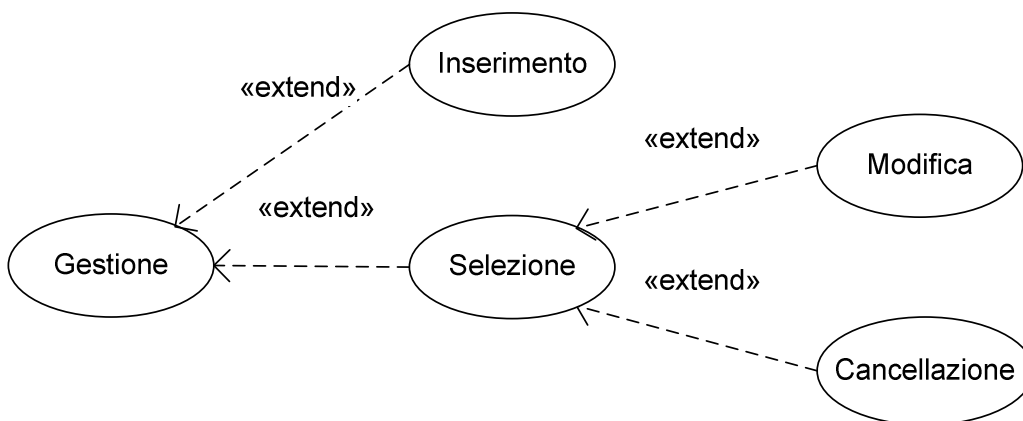 Inserimento
«extend»
«extend»
Modifica
«extend»
Gestione
Selezione
«extend»
Cancellazione